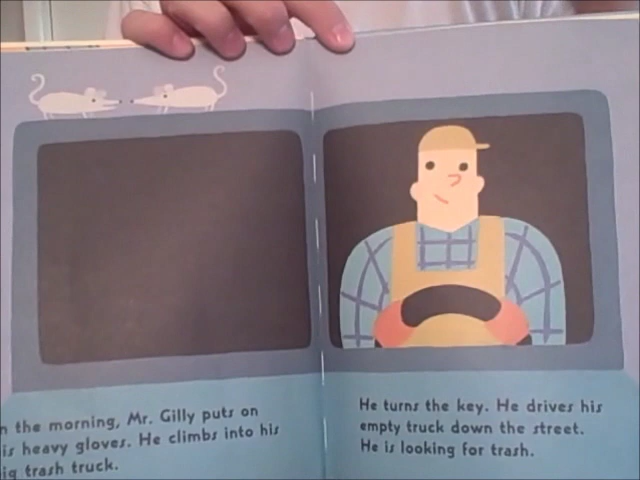 n the morning, Mr. Gilly puts on
is heavy gloves. He climbs into his
ig trash truck.
He turns the key. He drives his
empty truck down the street.
He is looking for trash.